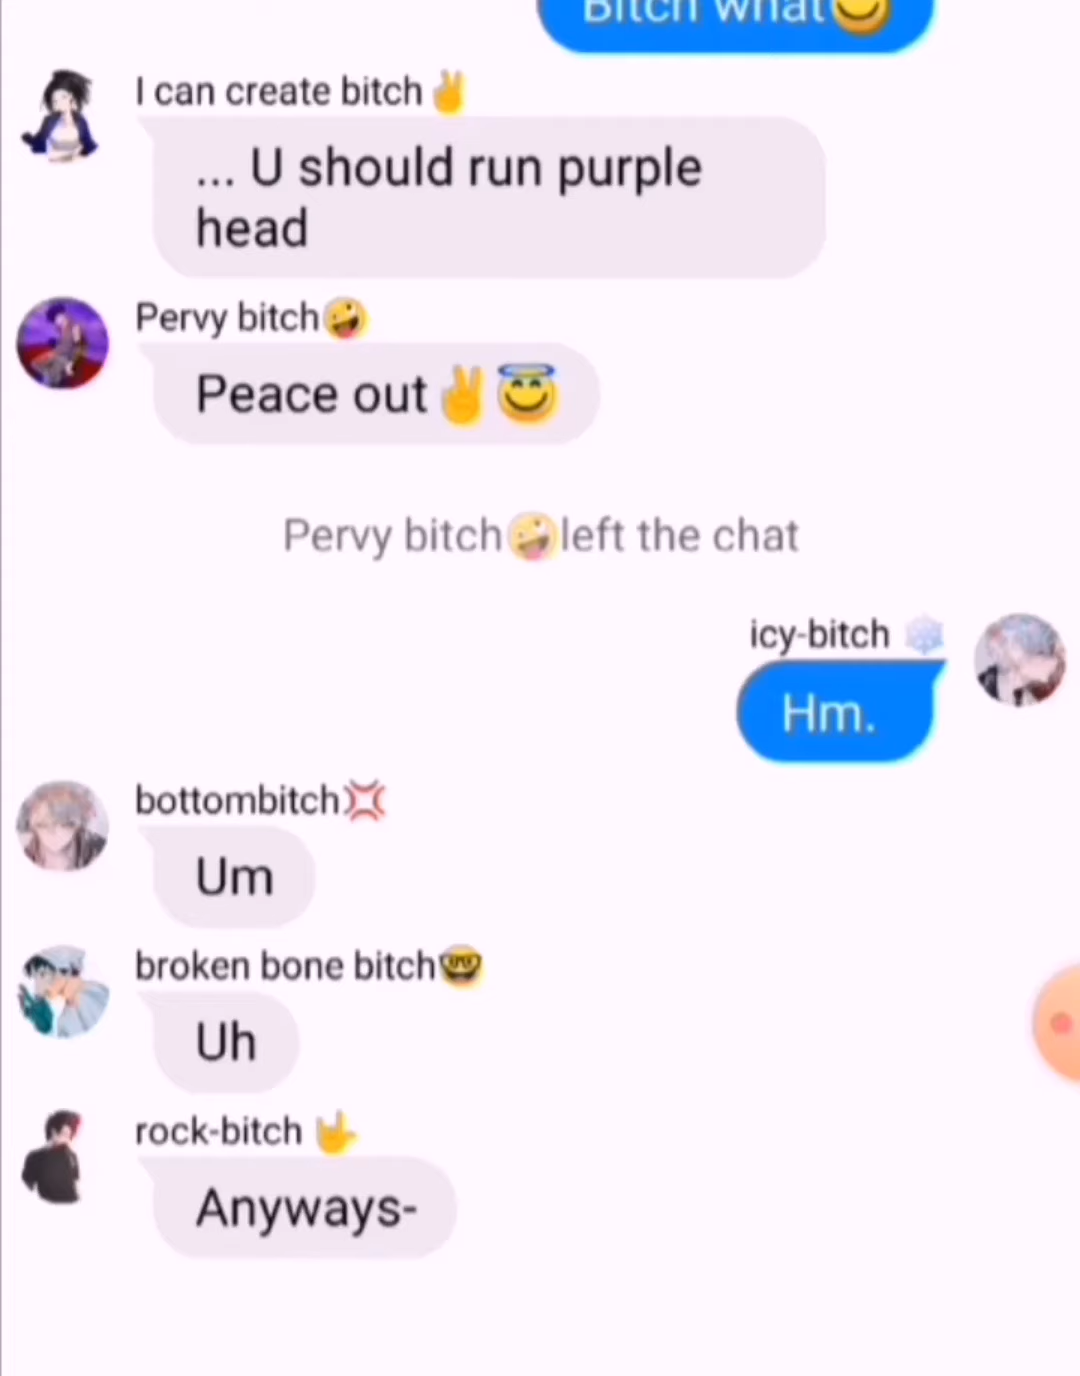 Bitch what😊
I can create bitch✌️
... U should run purple
head
Pervy bitch🤪
Peace out✌️😇
Pervy bitch🤪left the chat
icy-bitch ❄️
Hm.
bottombitch💢
Um
broken bone bitch🤓
Uh
rock-bitch 🤟
Anyways-